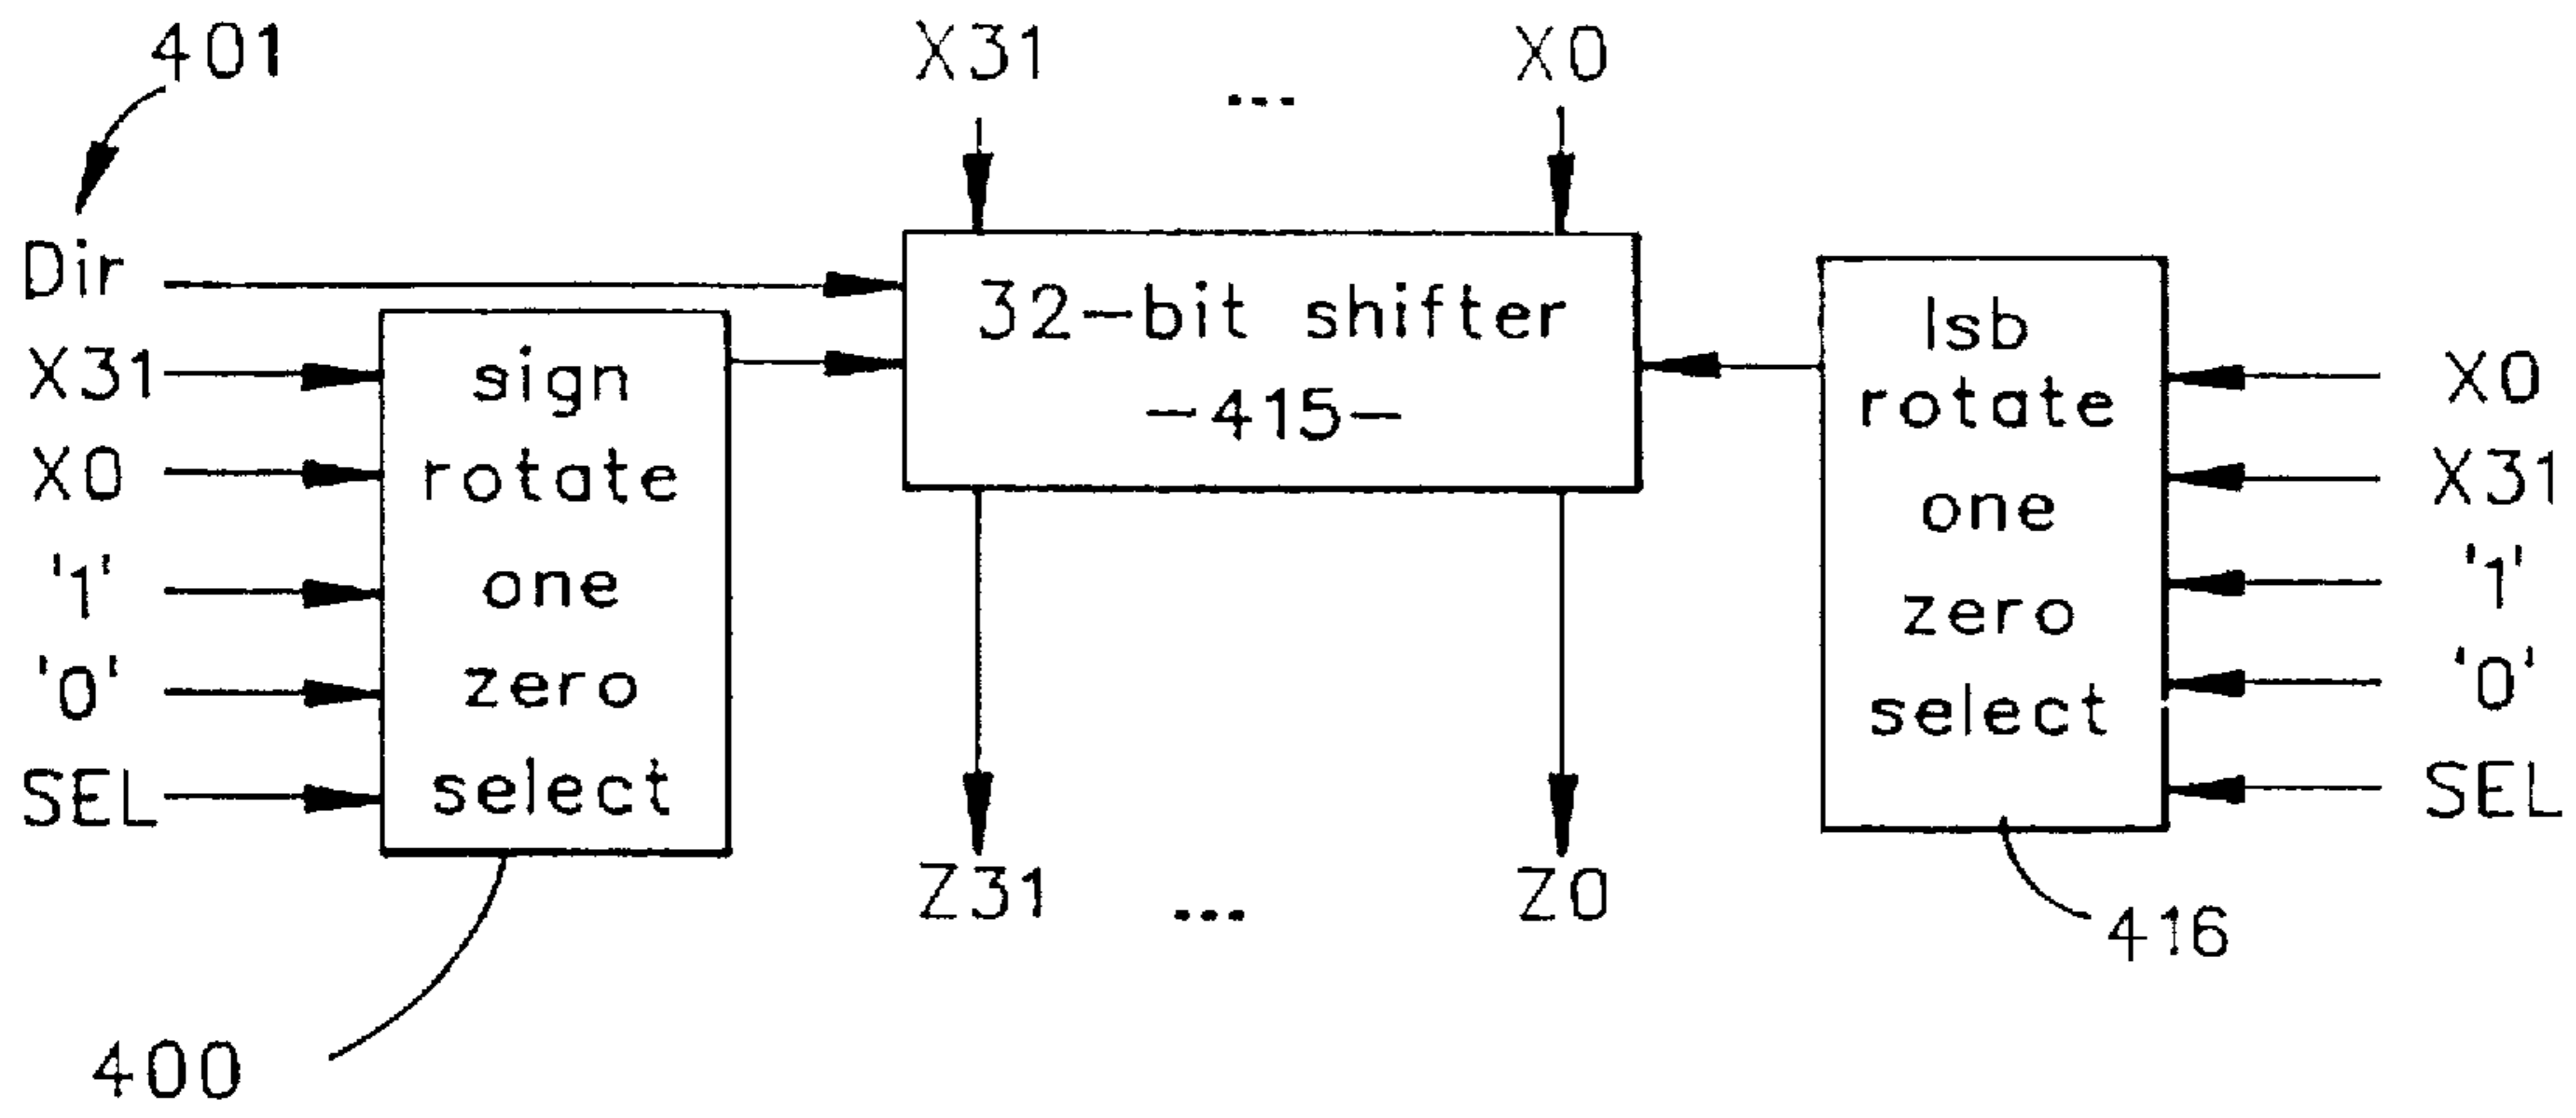 401
X31 ... X0
Dir
32-bit shifter
-415-
X31
X0
'1'
'0'
SEL
sign
rotate
one
zero
select
lsb
rotate
one
zero
select
X0
X31
'1'
'0'
SEL
Z31 ... Z0
400
416